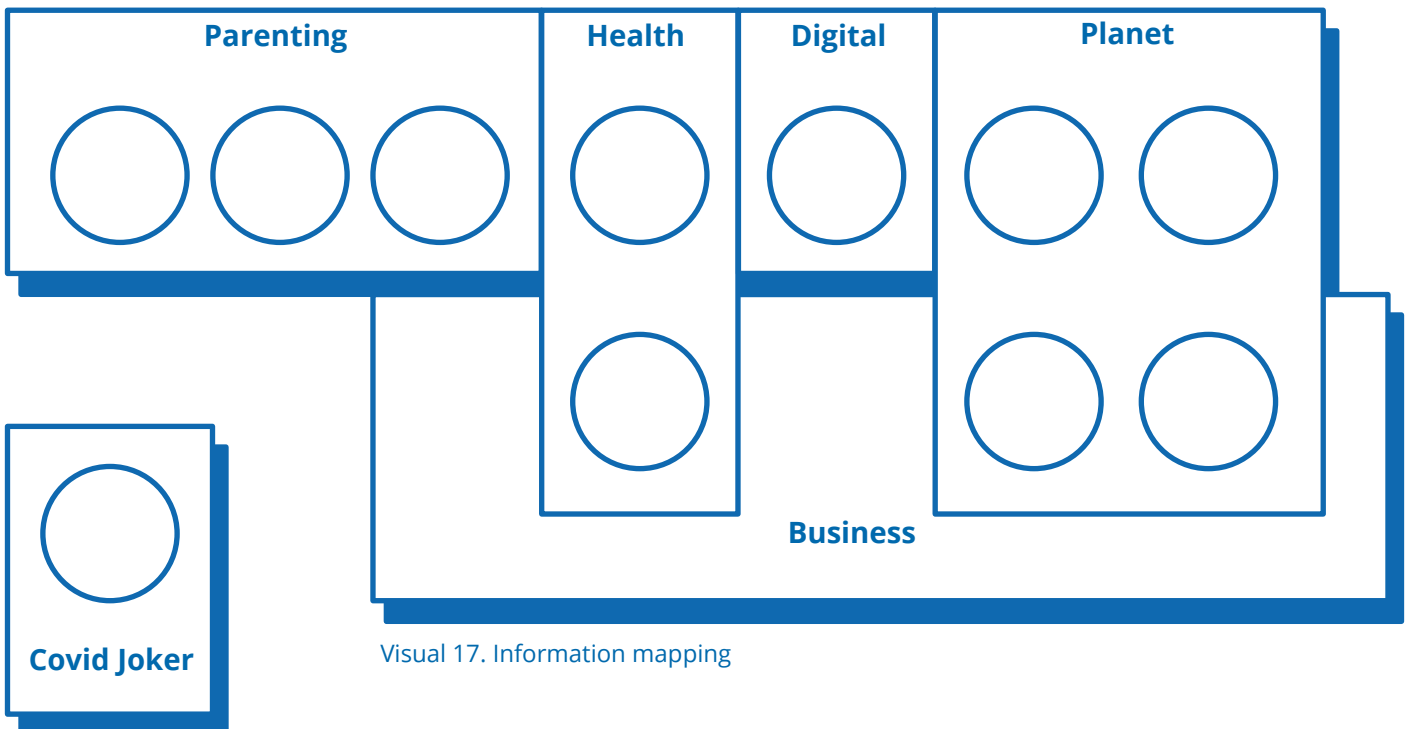 Parenting
Health
Digital
Planet
Business
Covid Joker
Visual 17. Information mapping